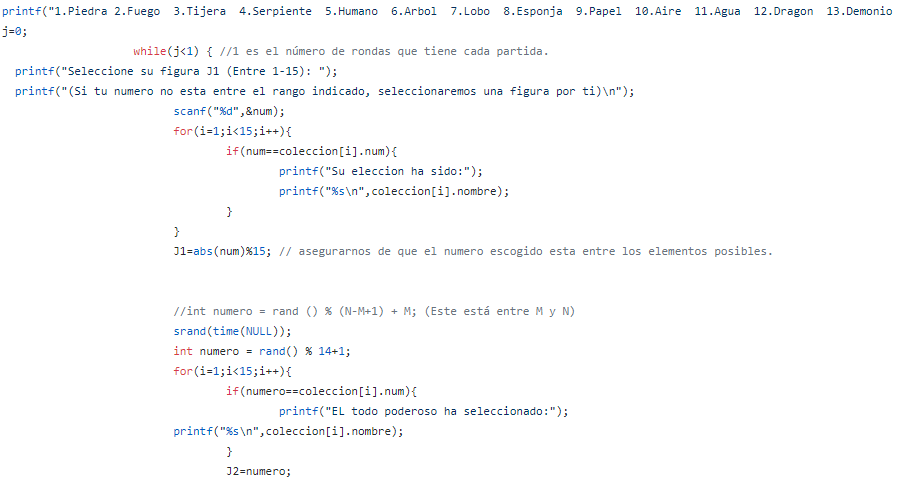 printf("1.Piedra 2.Fuego  3.Tijera  4.Serpiente  5.Humano  6.Arbol  7.Lobo  8.Esponja  9.Papel  10.Aire  11.Agua  12.Dragon  13.Demonio
j=0;
while(j<1) { //1 es el número de rondas que tiene cada partida.
printf("Seleccione su figura J1 (Entre 1-15): ");
printf("(Si tu numero no esta entre el rango indicado, seleccionaremos una figura por ti)\n");
scanf("%d",&num);
for(i=1;i<15;i++){
if(num==coleccion[i].num){
printf("Su eleccion ha sido:");
printf("%s\n",coleccion[i].nombre);
}
}
J1=abs(num)%15; // asegurarnos de que el numero escogido esta entre los elementos posibles.
//int numero = rand () % (N-M+1) + M; (Este está entre M y N)
srand(time(NULL));
int numero = rand() % 14+1;
for(i=1;i<15;i++){
if(numero==coleccion[i].num){
printf("EL todo poderoso ha seleccionado:");
printf("%s\n",coleccion[i].nombre);
}
J2=numero;